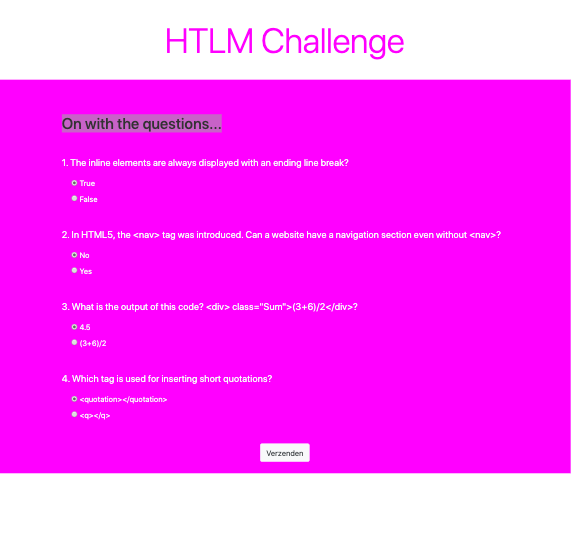 HTLM Challenge
On with the questions...
1. The inline elements are always displayed with an ending line break?
True
False
2. In HTML5, the <nav> tag was introduced. Can a website have a navigation section even without <nav>?
No
Yes
3. What is the output of this code? <div> class="Sum">(3+6)/2</div>?
4.5
(3+6)/2
4. Which tag is used for inserting short quotations?
<quotation></quotation>
<q></q>
Verzenden